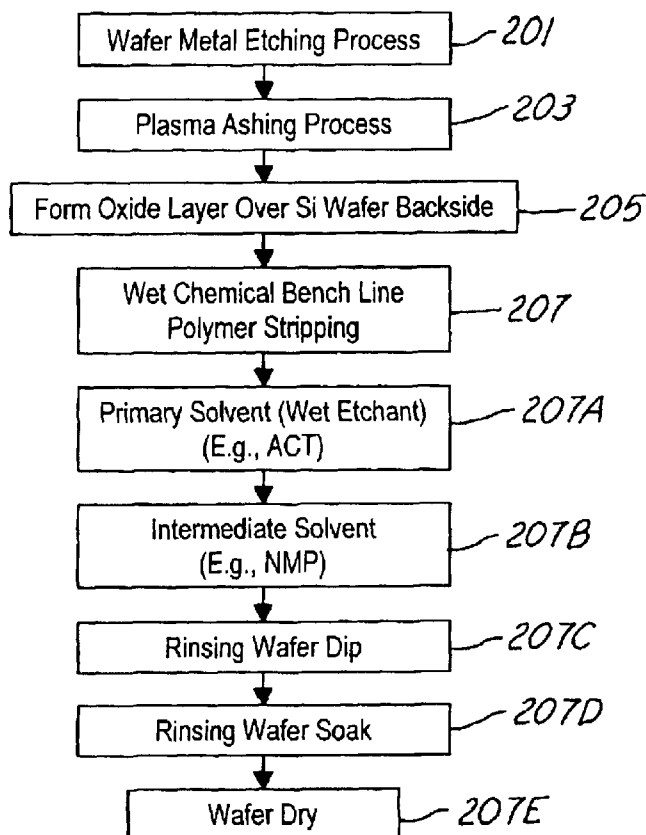 Wafer Metal Etching Process 201
Plasma Ashing Process 203
Form Oxide Layer Over Si Wafer Backside 205
Wet Chemical Bench Line
Polymer Stripping 207
Primary Solvent (Wet Etchant) 207A
(E.g., ACT)
Intermediate Solvent 207B
(E.g., NMP)
Rinsing Wafer Dip 207C
Rinsing Wafer Soak 207D
Wafer Dry 207E